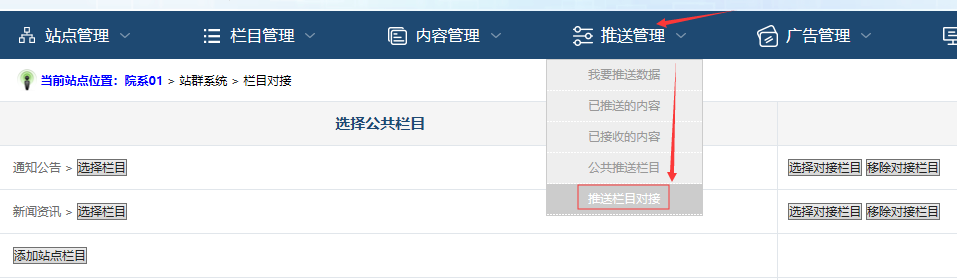 站点管理 栏目管理 内容管理 推送管理 广告管理
我要推送数据
已推送的内容
已接收的内容
公共推送栏目
推送栏目对接
当前站点位置：院系01 > 站群系统 > 栏目对接
选择公共栏目
通知公告 > 选择栏目 选择对接栏目 移除对接栏目
新闻资讯 > 选择栏目 选择对接栏目 移除对接栏目
添加站点栏目